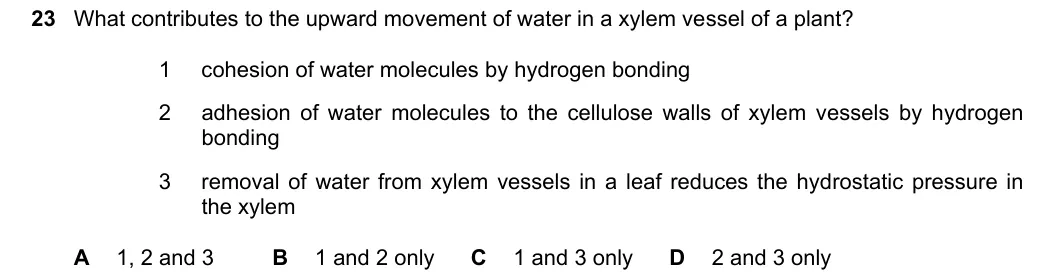 23 What contributes to the upward movement of water in a xylem vessel of a plant?
1 cohesion of water molecules by hydrogen bonding
2 adhesion of water molecules to the cellulose walls of xylem vessels by hydrogen
bonding
3 removal of water from xylem vessels in a leaf reduces the hydrostatic pressure in
the xylem
A 1, 2 and 3 B 1 and 2 only C 1 and 3 only D 2 and 3 only